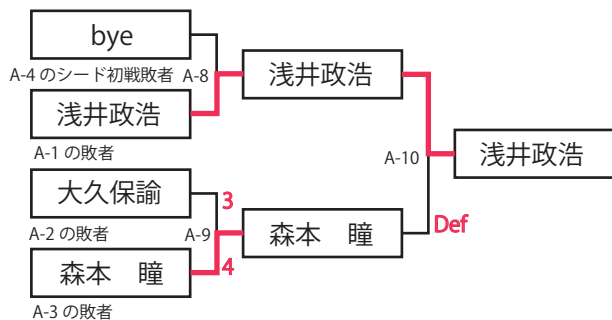 bye
A-4 のシード初戦敗者
A-8
浅井政浩
浅井政浩
A-1 の敗者
A-10
浅井政浩
大久保諭
3
A-2 の敗者
A-9
森本　瞳
Def
森本　瞳
4
A-3 の敗者